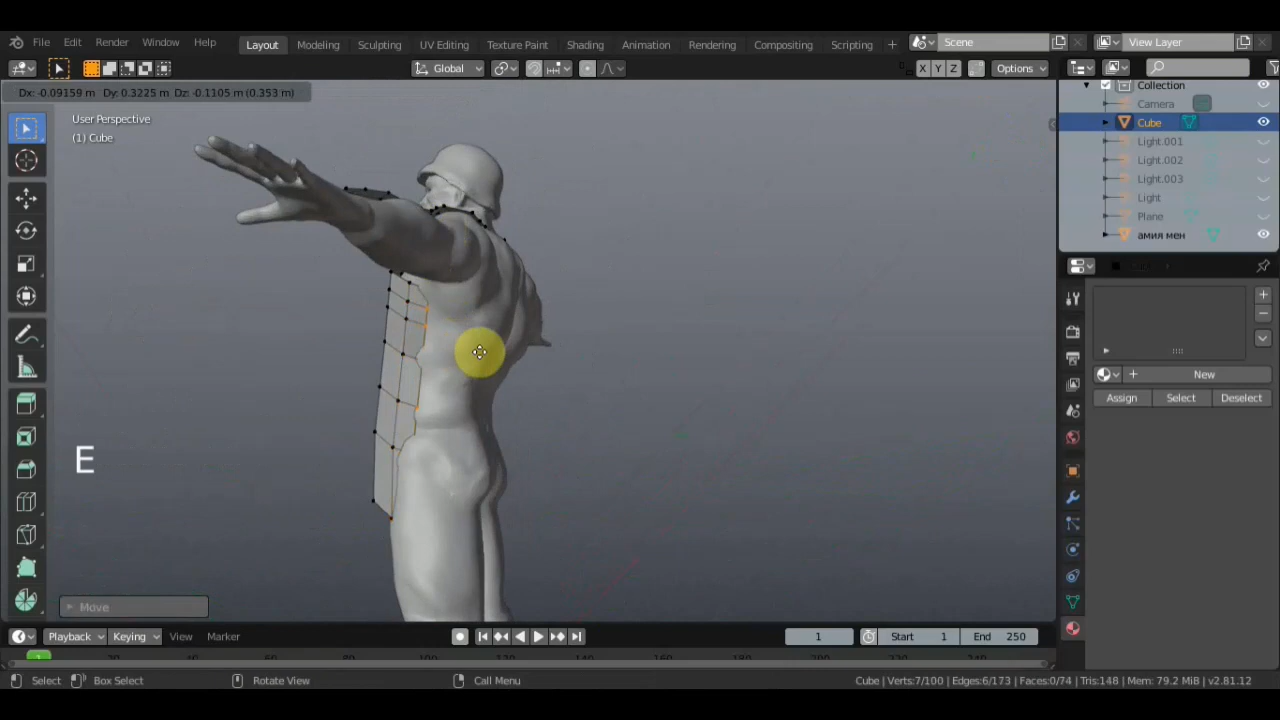 File Edit Render Window Help Layout Modeling Sculpting UV Editing Texture Paint Shading Animation Rendering Compositing Scripting + Scene View Layer
Global X Y Z Options
Dx: -0.09159 m Dy: 0.3225 m Dz: -0.1105 m (0.353 m)
User Perspective
(1) Cube
Collection
Camera
Cube
Light.001
Light.002
Light.003
Light
Plane
амия мен
E
New
Assign Select Deselect
Move
Playback Keying View Marker 1 Start 1 End 250
1
Select Box Select Rotate View Call Menu Cube | Verts:7/100 | Edges:6/173 | Faces:0/74 | Tris:148 | Mem: 79.2 MiB | v2.81.12